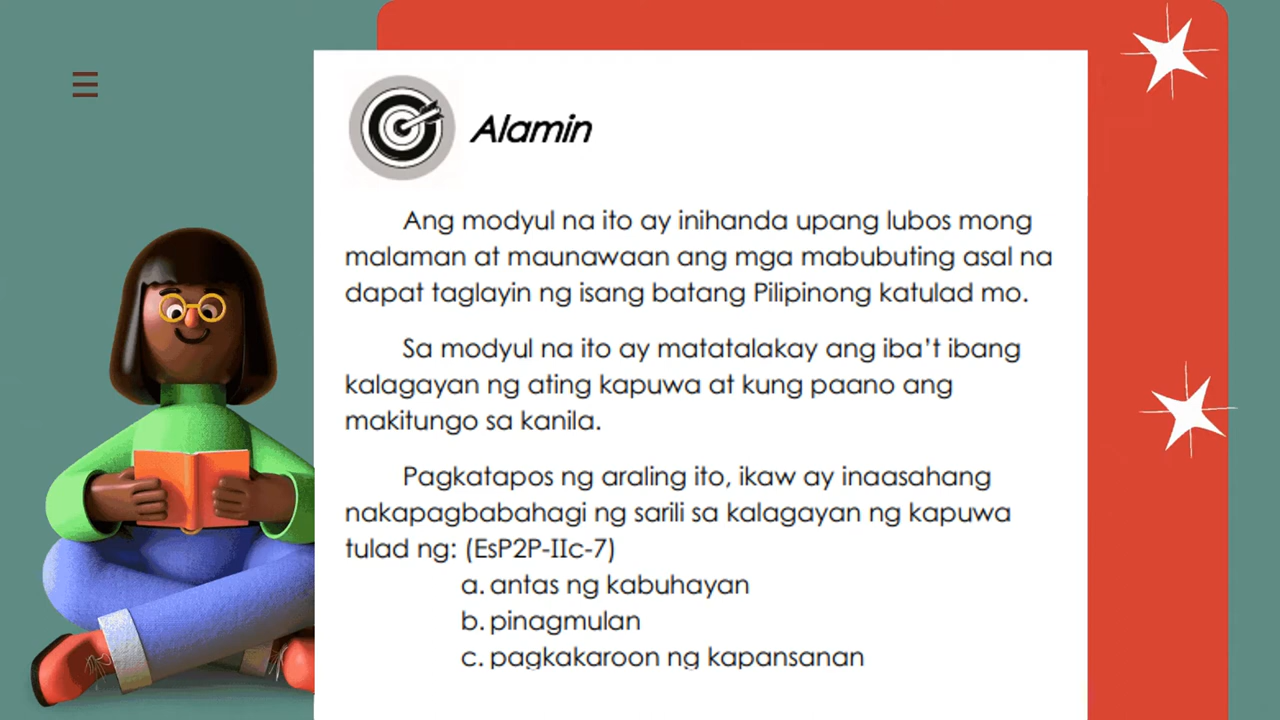 Alamin
Ang modyul na ito ay inihanda upang lubos mong
malaman at maunawaan ang mga mabubuting asal na
dapat taglayin ng isang batang Pilipinong katulad mo.
Sa modyul na ito ay matatalakay ang iba't ibang
kalagayan ng ating kapuwa at kung paano ang
makitungo sa kanila.
Pagkatapos ng araling ito, ikaw ay inaasahang
nakapagbabahagi ng sarili sa kalagayan ng kapuwa
tulad ng: (EsP2P-IIc-7)
a. antas ng kabuhayan
b. pinagmulan
c. pagkakaroon ng kapansanan